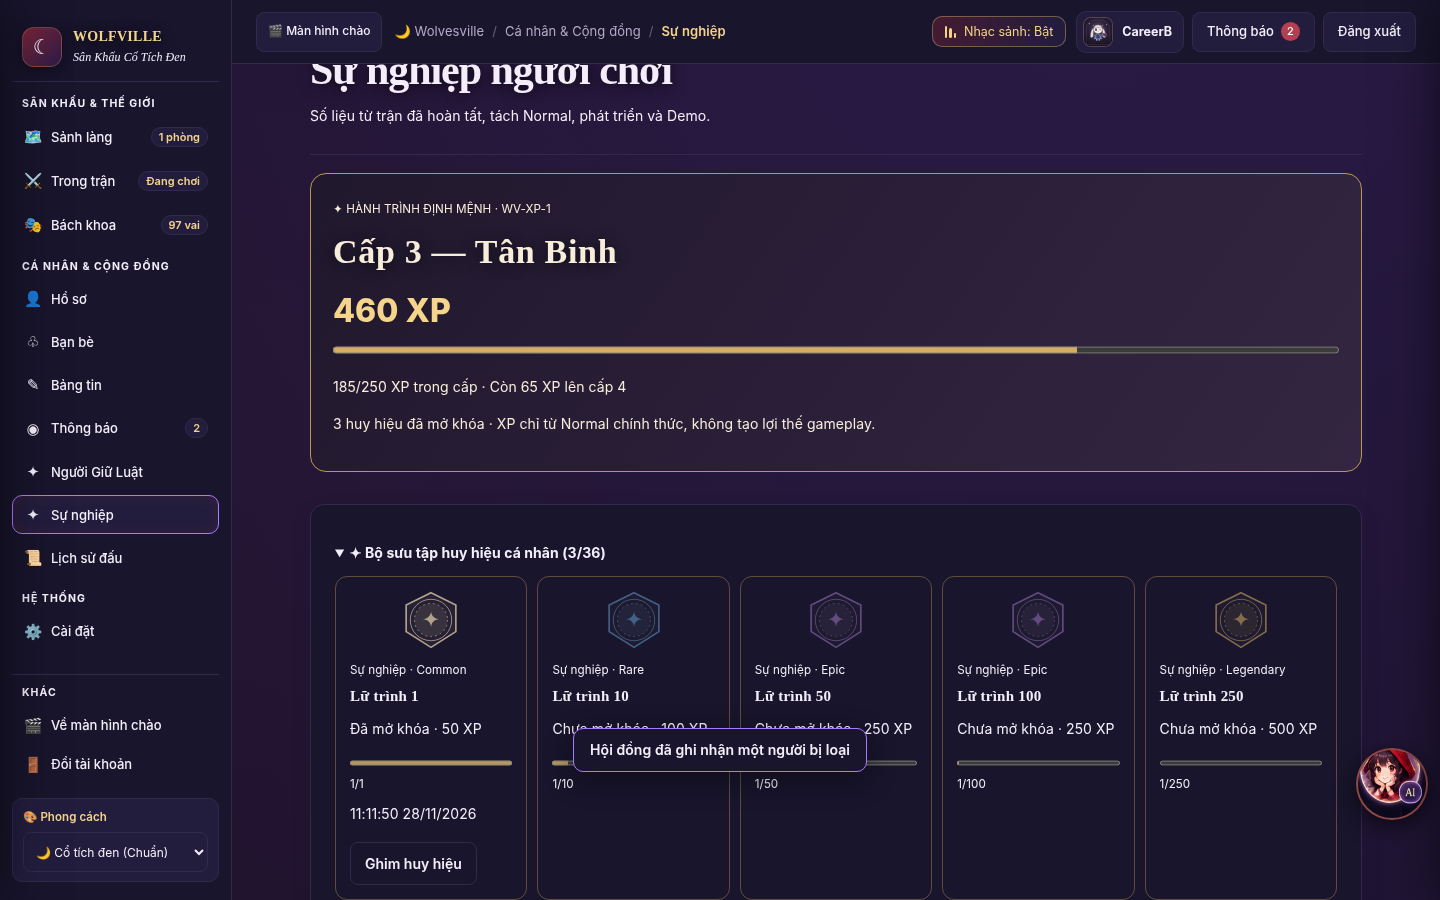 WOLFVILLE
Sân Khấu Cổ Tích Đen
SÂN KHẤU & THẾ GIỚI
Sảnh làng
1 phòng
Trong trận
Đang chơi
Bách khoa
97 vai
CÁ NHÂN & CỘNG ĐỒNG
Hồ sơ
Bạn bè
Bảng tin
Thông báo
2
Người Giữ Luật
Sự nghiệp
Lịch sử đấu
HỆ THỐNG
Cài đặt
KHÁC
Về màn hình chào
Đổi tài khoản
Phong cách
Cổ tích đen (Chuẩn)
Màn hình chào
Wolvesville / Cá nhân & Cộng đồng / Sự nghiệp
Nhạc sảnh: Bật
CareerB
Thông báo 2
Đăng xuất
Sự nghiệp người chơi
Số liệu từ trận đã hoàn tất, tách Normal, phát triển và Demo.
✦ HÀNH TRÌNH ĐỊNH MỆNH · WV-XP-1
Cấp 3 — Tân Binh
460 XP
185/250 XP trong cấp · Còn 65 XP lên cấp 4
3 huy hiệu đã mở khóa · XP chỉ từ Normal chính thức, không tạo lợi thế gameplay.
▼ ✦ Bộ sưu tập huy hiệu cá nhân (3/36)
Sự nghiệp · Common
Lữ trình 1
Đã mở khóa · 50 XP
1/1
11:11:50 28/11/2026
Ghim huy hiệu
Sự nghiệp · Rare
Lữ trình 10
Chưa mở khóa · 100 XP
1/10
Sự nghiệp · Epic
Lữ trình 50
Chưa mở khóa · 250 XP
1/50
Sự nghiệp · Epic
Lữ trình 100
Chưa mở khóa · 250 XP
1/100
Sự nghiệp · Legendary
Lữ trình 250
Chưa mở khóa · 500 XP
1/250
Hội đồng đã ghi nhận một người bị loại
AI